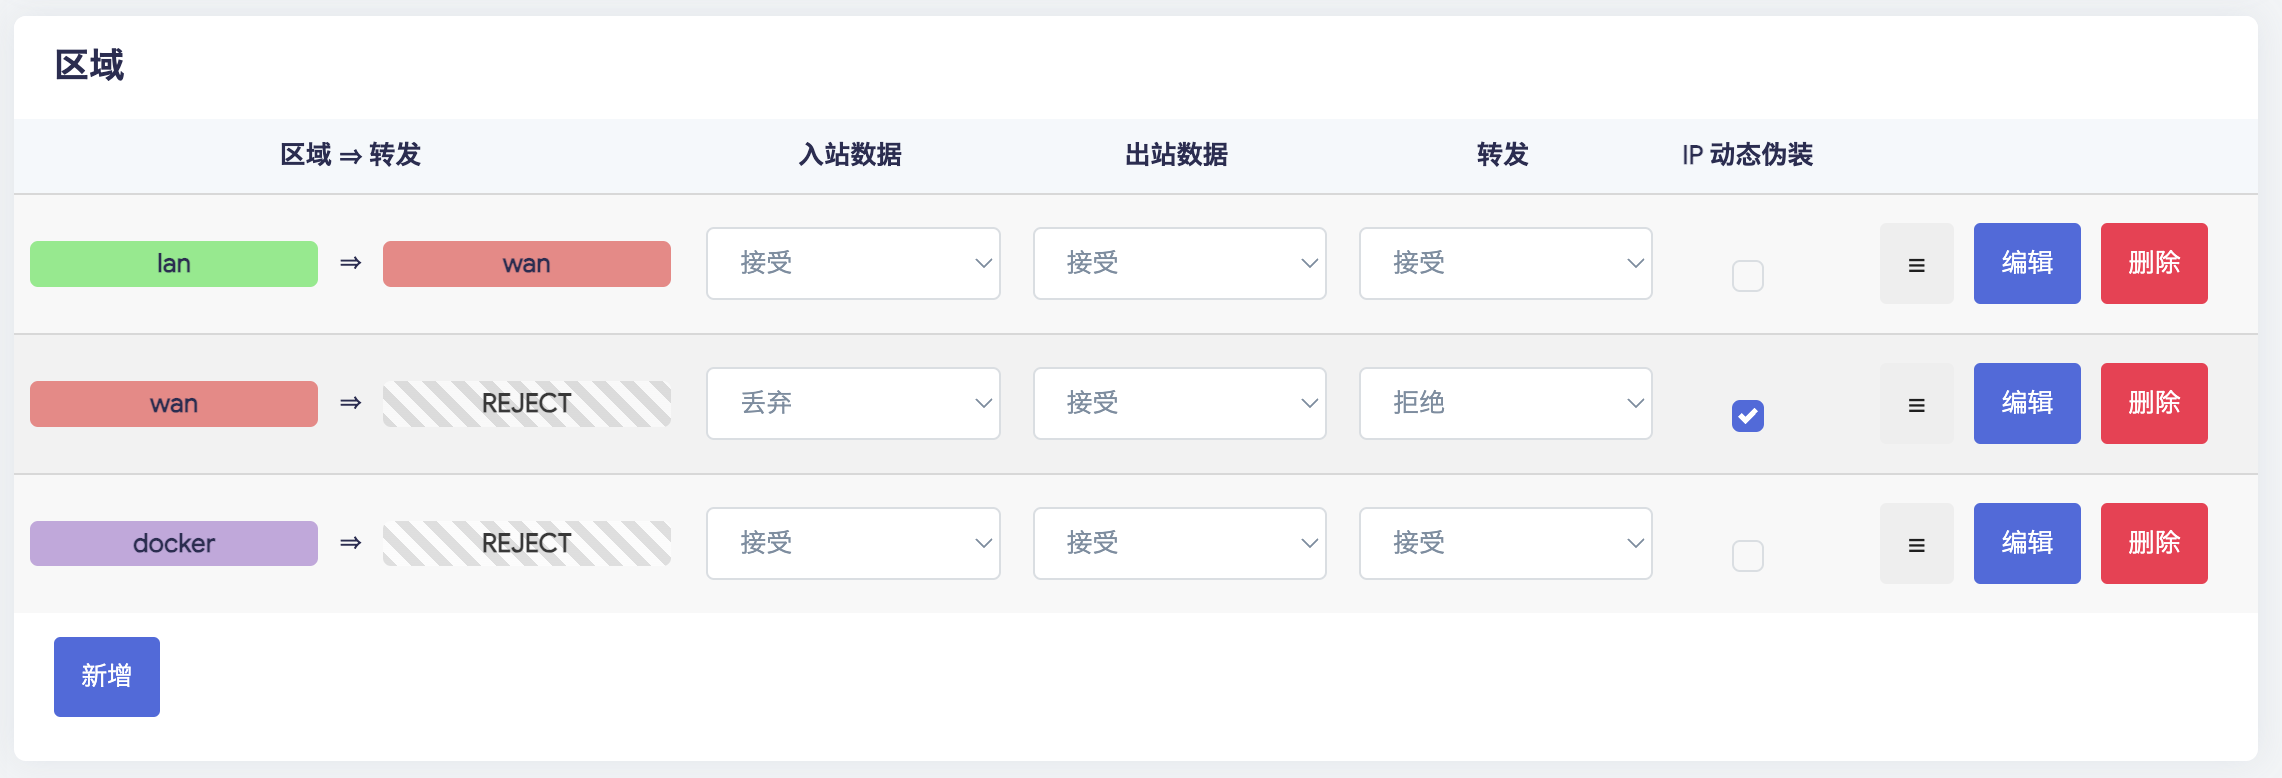 区域
区域 ⇒ 转发 入站数据 出站数据 转发 IP 动态伪装
lan ⇒ wan 接受 接受 接受 ≡ 编辑 删除
wan ⇒ REJECT 丢弃 接受 拒绝 ≡ 编辑 删除
docker ⇒ REJECT 接受 接受 接受 ≡ 编辑 删除
新增